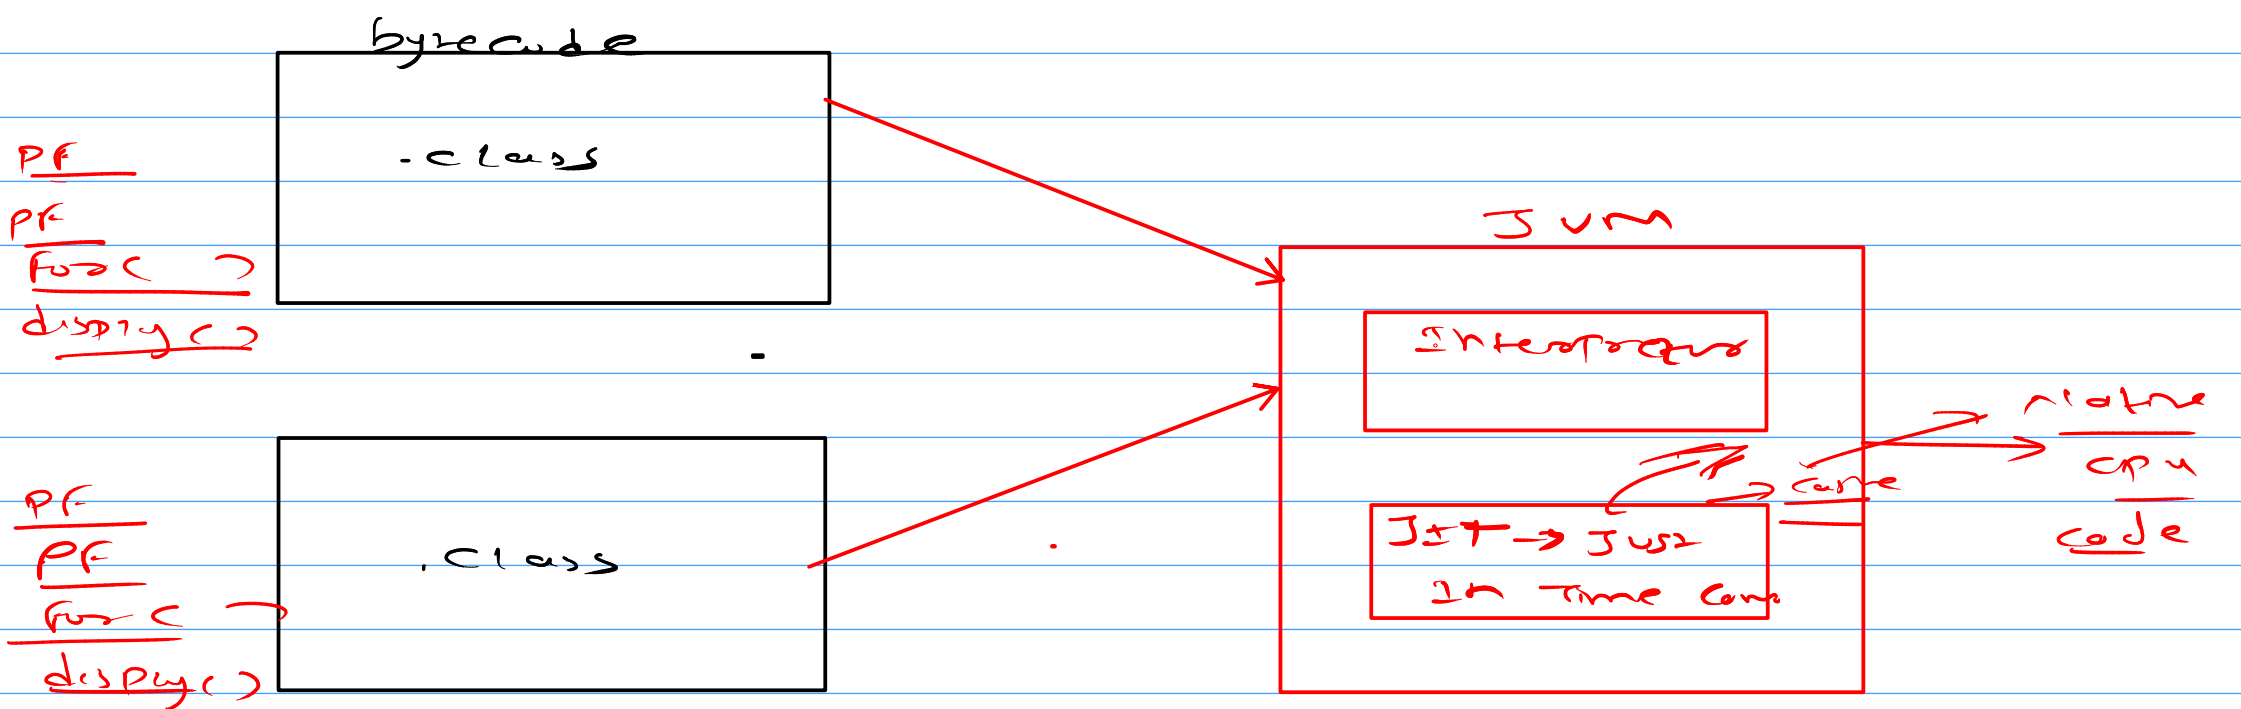 bytecode
.class
PF
PF
for( )
display()
JVM
Interpreter
Native
CPU
code
cache
JIT → Just
In Time Com
PF
PF
for( )
display()
.class